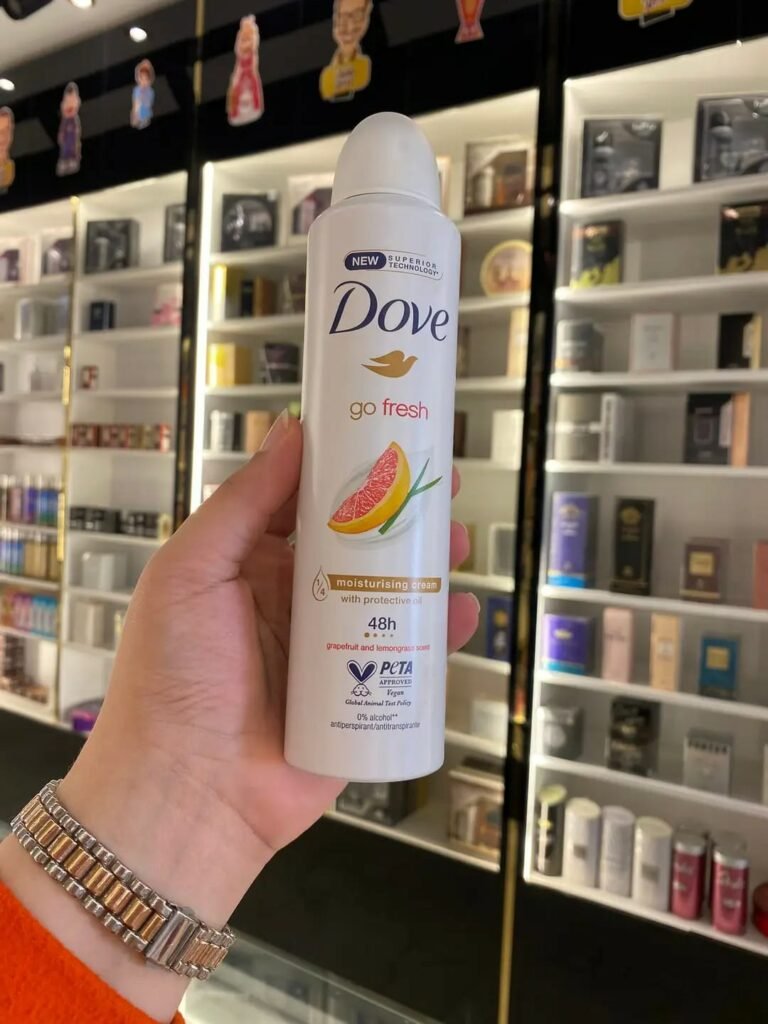 NEW SUPERIOR
TECHNOLOGY*
Dove
go fresh
1/4 moisturising cream
with protective oil
48h
grapefruit and lemongrass scent
PETA
APPROVED
Vegan
Global Animal Test Policy
0% alcohol**
antiperspirant/antitranspirante